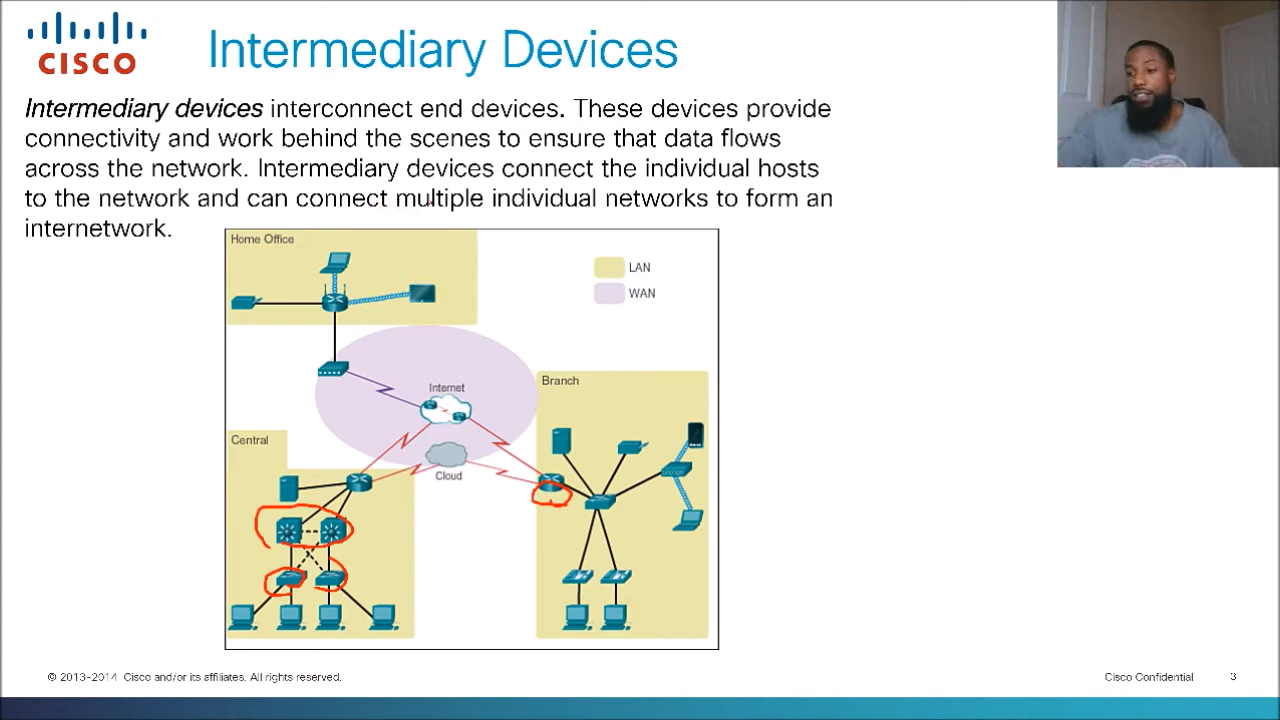 CISCO
Intermediary Devices
Intermediary devices interconnect end devices. These devices provide
connectivity and work behind the scenes to ensure that data flows
across the network. Intermediary devices connect the individual hosts
to the network and can connect multiple individual networks to form an
internetwork.
Home Office
LAN
WAN
Internet
Branch
Central
Cloud
© 2013-2014 Cisco and/or its affiliates. All rights reserved.
Cisco Confidential
3